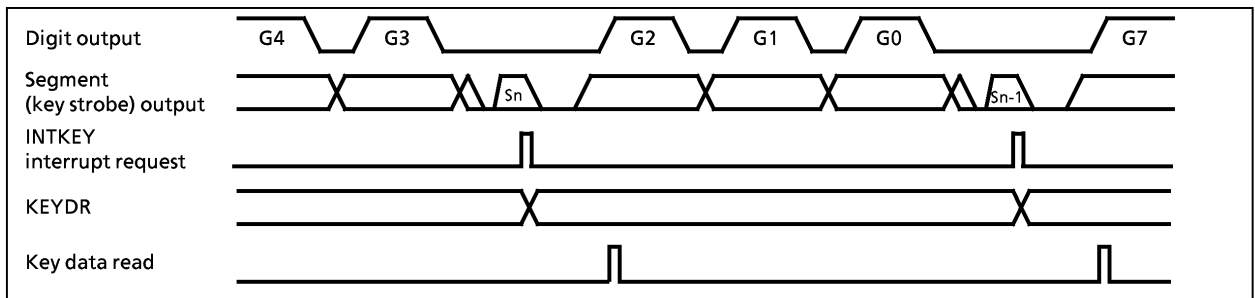 Digit output
G4 G3 G2 G1 G0 G7
Segment
(key strobe) output
Sn Sn-1
INTKEY
interrupt request
KEYDR
Key data read